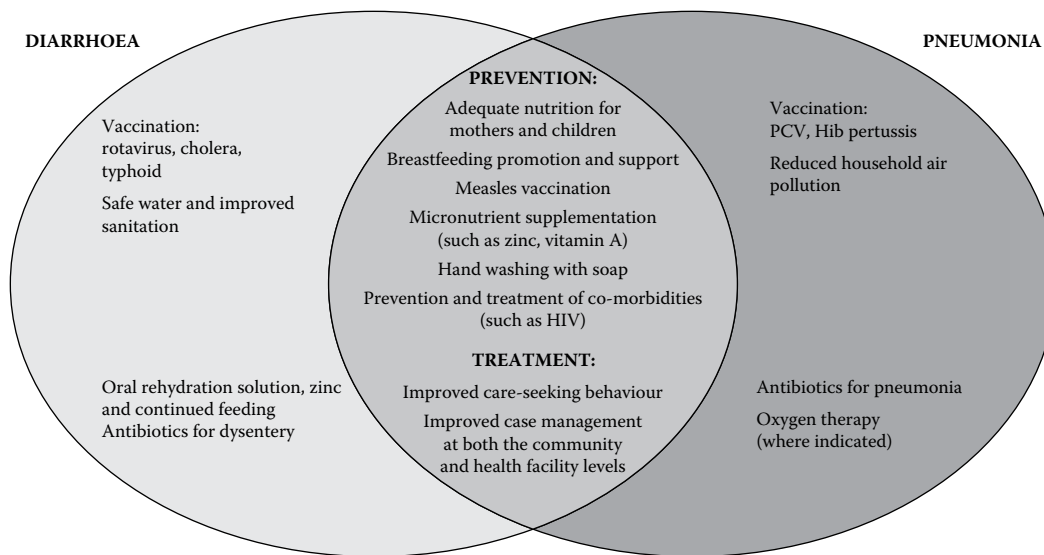 DIARRHOEA
Vaccination:
rotavirus, cholera,
typhoid
Safe water and improved
sanitation
Oral rehydration solution, zinc
and continued feeding
Antibiotics for dysentery
PREVENTION:
Adequate nutrition for
mothers and children
Breastfeeding promotion and support
Measles vaccination
Micronutrient supplementation
(such as zinc, vitamin A)
Hand washing with soap
Prevention and treatment of co-morbidities
(such as HIV)
TREATMENT:
Improved care-seeking behaviour
Improved case management
at both the community
and health facility levels
PNEUMONIA
Vaccination:
PCV, Hib pertussis
Reduced household air
pollution
Antibiotics for pneumonia
Oxygen therapy
(where indicated)